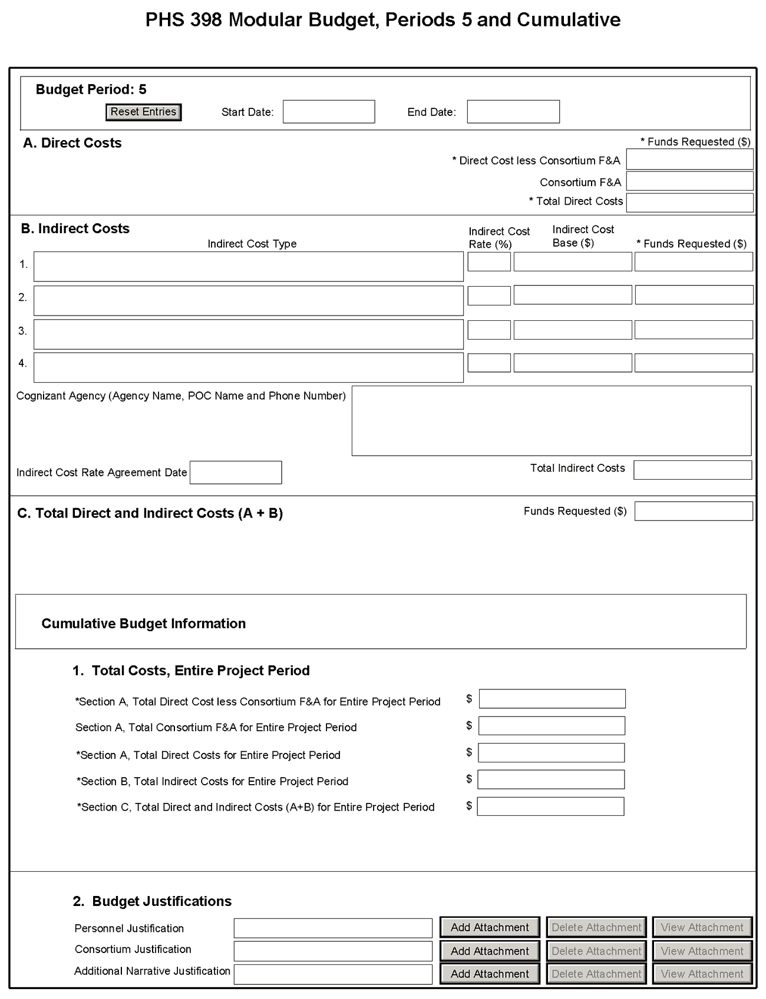 PHS 398 Modular Budget, Periods 5 and Cumulative
Budget Period: 5
Reset Entries Start Date: End Date:
A. Direct Costs
* Funds Requested ($)
* Direct Cost less Consortium F&A
Consortium F&A
* Total Direct Costs
B. Indirect Costs
Indirect Cost Type
Indirect Cost
Rate (%)
Indirect Cost
Base ($)
* Funds Requested ($)
1.
2.
3.
4.
Cognizant Agency (Agency Name, POC Name and Phone Number)
Indirect Cost Rate Agreement Date
Total Indirect Costs
C. Total Direct and Indirect Costs (A + B)
Funds Requested ($)
Cumulative Budget Information
1. Total Costs, Entire Project Period
*Section A, Total Direct Cost less Consortium F&A for Entire Project Period $
Section A, Total Consortium F&A for Entire Project Period $
*Section A, Total Direct Costs for Entire Project Period $
*Section B, Total Indirect Costs for Entire Project Period $
*Section C, Total Direct and Indirect Costs (A+B) for Entire Project Period $
2. Budget Justifications
Personnel Justification Add Attachment Delete Attachment View Attachment
Consortium Justification Add Attachment Delete Attachment View Attachment
Additional Narrative Justification Add Attachment Delete Attachment View Attachment